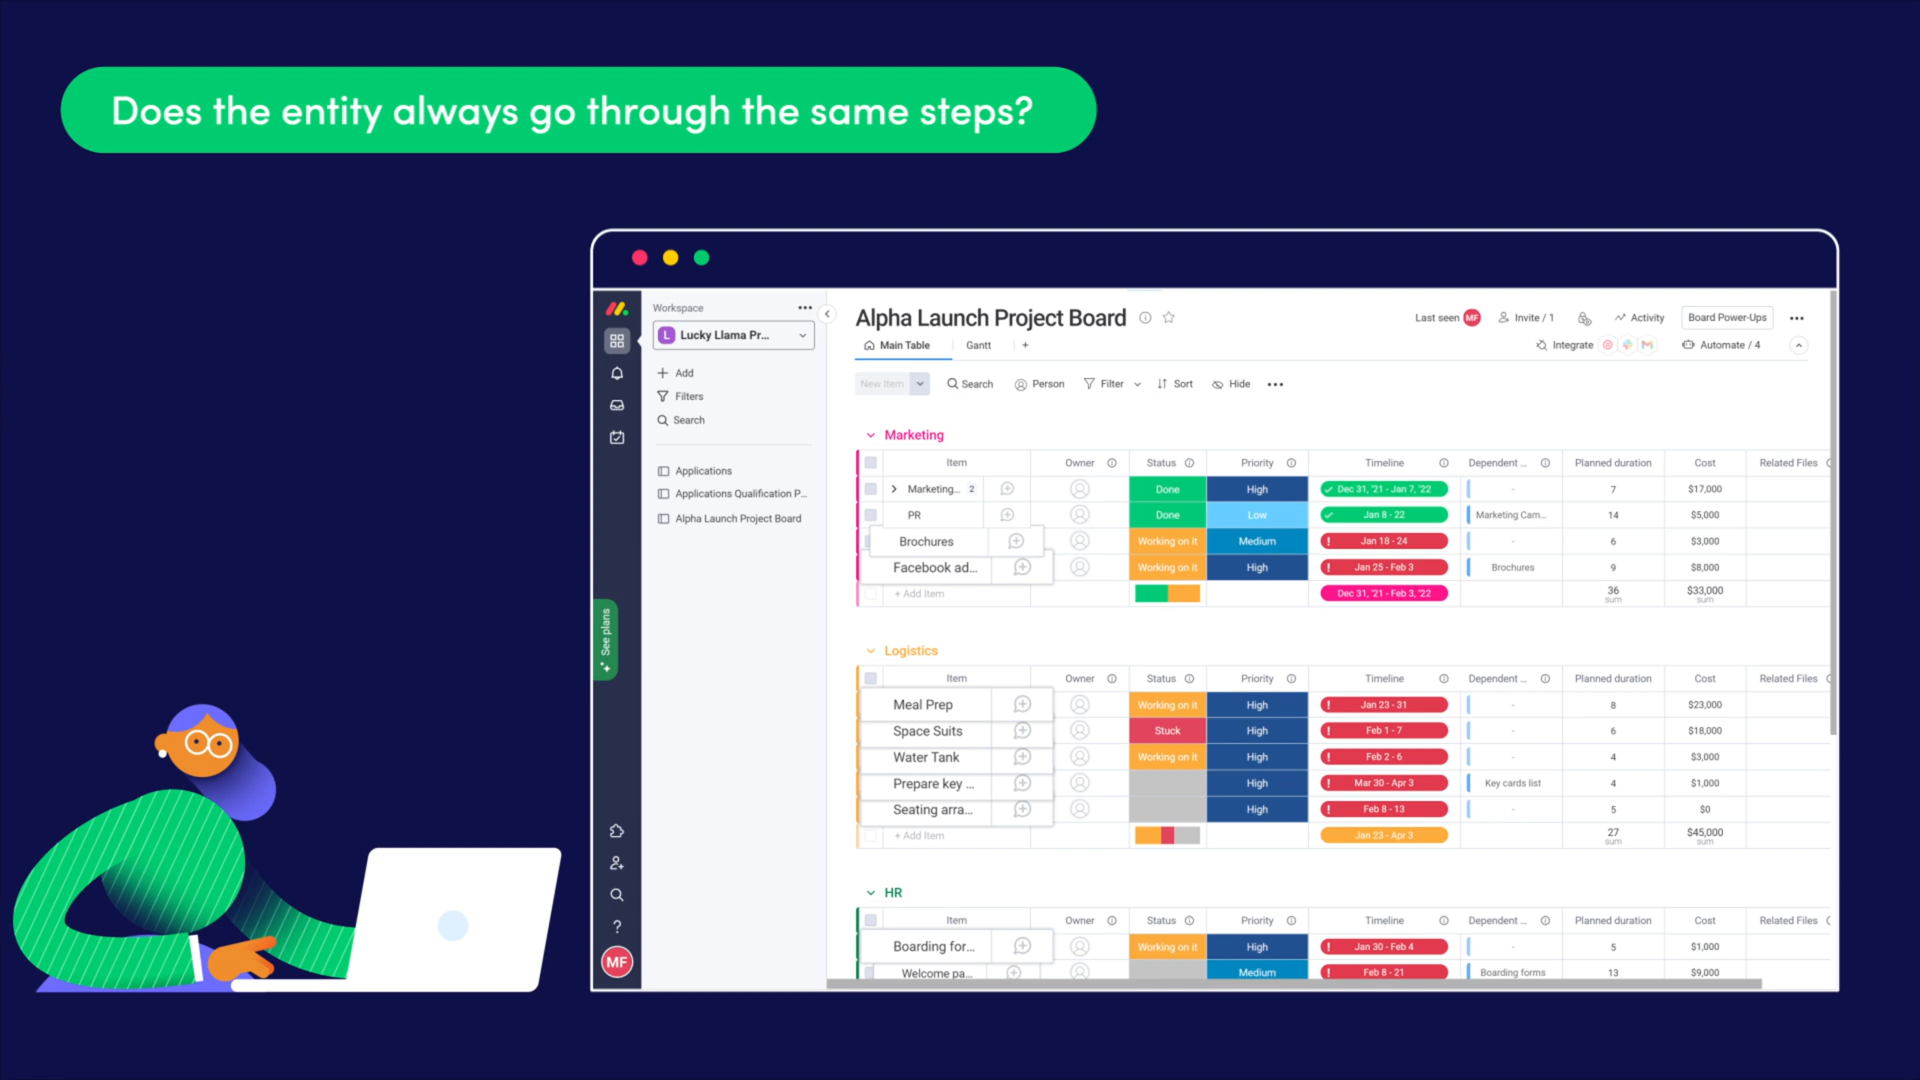 Does the entity always go through the same steps?
Workspace
L Lucky Llama Pr...
Add
Filters
Search
Applications
Applications Qualification P...
Alpha Launch Project Board
See plans
?
MF
Alpha Launch Project Board
Last seen MF Invite / 1 Activity Board Power-Ups
Main Table Gantt + Integrate Automate / 4
New Item Search Person Filter Sort Hide
Marketing
Item Owner Status Priority Timeline Dependent ... Planned duration Cost Related Files
Marketing... 2 Done High Dec 31, '21 - Jan 7, '22 - 7 $17,000
PR Done Low Jan 8 - 22 Marketing Cam... 14 $5,000
Brochures Working on it Medium ! Jan 18 - 24 - 6 $3,000
Facebook ad... Working on it High ! Jan 25 - Feb 3 Brochures 9 $8,000
+ Add Item Dec 31, '21 - Feb 3, '22 36 sum $33,000 sum
Logistics
Item Owner Status Priority Timeline Dependent ... Planned duration Cost Related Files
Meal Prep Working on it High ! Jan 23 - 31 - 8 $23,000
Space Suits Stuck High ! Feb 1 - 7 - 6 $18,000
Water Tank Working on it High ! Feb 2 - 6 - 4 $3,000
Prepare key ... High ! Mar 30 - Apr 3 Key cards list 4 $1,000
Seating arra... High ! Feb 8 - 13 - 5 $0
+ Add Item Jan 23 - Apr 3 27 sum $45,000 sum
HR
Item Owner Status Priority Timeline Dependent ... Planned duration Cost Related Files
Boarding for... Working on it High ! Jan 30 - Feb 4 - 5 $1,000
Welcome pa... Medium ! Feb 8 - 21 Boarding forms 13 $9,000